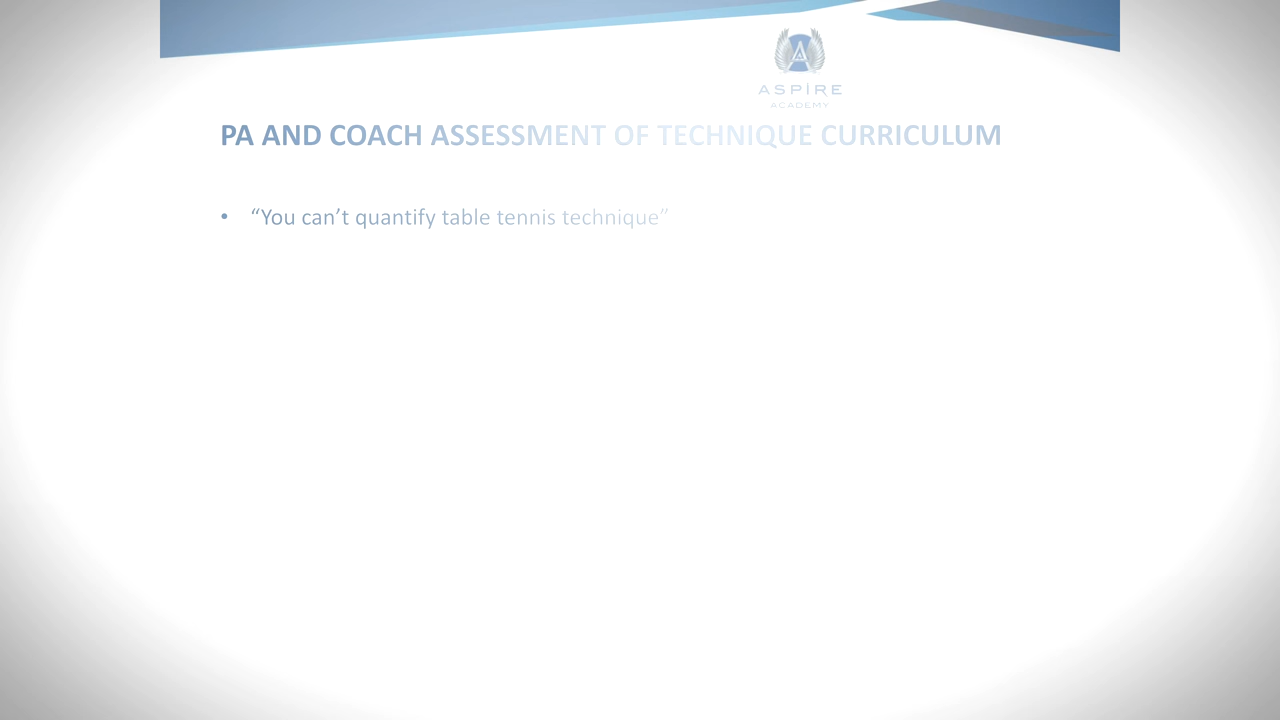 ASPIRE
ACADEMY
PA AND COACH ASSESSMENT OF TECHNIQUE CURRICULUM
• “You can’t quantify table tennis technique”